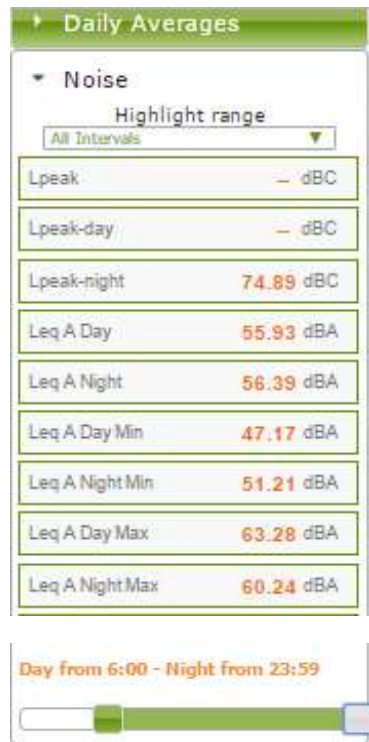 Daily Averages
Noise
Highlight range
All Intervals
Lpeak – dBC
Lpeak-day – dBC
Lpeak-night 74.89 dBC
Leq A Day 55.93 dBA
Leq A Night 56.39 dBA
Leq A Day Min 47.17 dBA
Leq A Night Min 51.21 dBA
Leq A Day Max 63.28 dBA
Leq A Night Max 60.24 dBA
Day from 6:00 - Night from 23:59